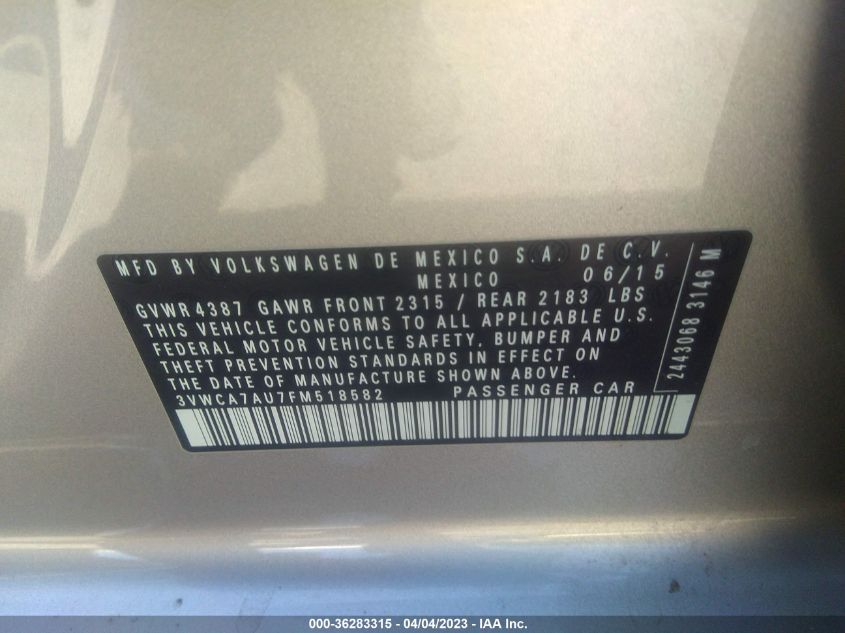 MFD BY VOLKSWAGEN DE MEXICO S.A. DE C.V.
MEXICO 06/15
GVWR 4387 GAWR FRONT 2315 / REAR 2183 LBS
THIS VEHICLE CONFORMS TO ALL APPLICABLE U.S.
FEDERAL MOTOR VEHICLE SAFETY, BUMPER AND
THEFT PREVENTION STANDARDS IN EFFECT ON
THE DATE OF MANUFACTURE SHOWN ABOVE.
3VWCA7AU7FM518582 PASSENGER CAR
2443068 3146 M
000-36283315 - 04/04/2023 - IAA Inc.